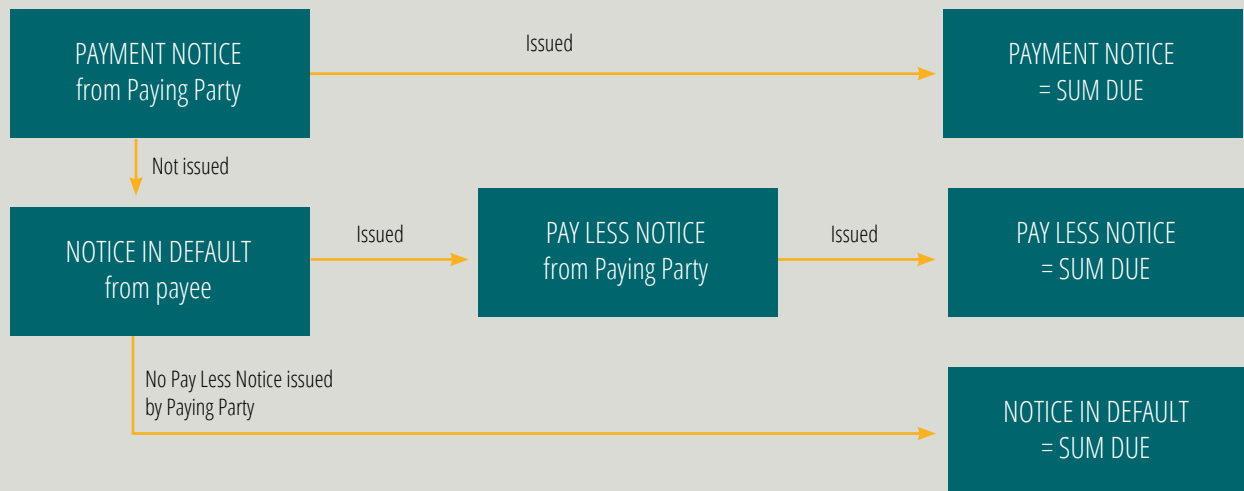 PAYMENT NOTICE
from Paying Party
Issued
PAYMENT NOTICE
= SUM DUE
Not issued
NOTICE IN DEFAULT
from payee
Issued
PAY LESS NOTICE
from Paying Party
Issued
PAY LESS NOTICE
= SUM DUE
No Pay Less Notice issued
by Paying Party
NOTICE IN DEFAULT
= SUM DUE